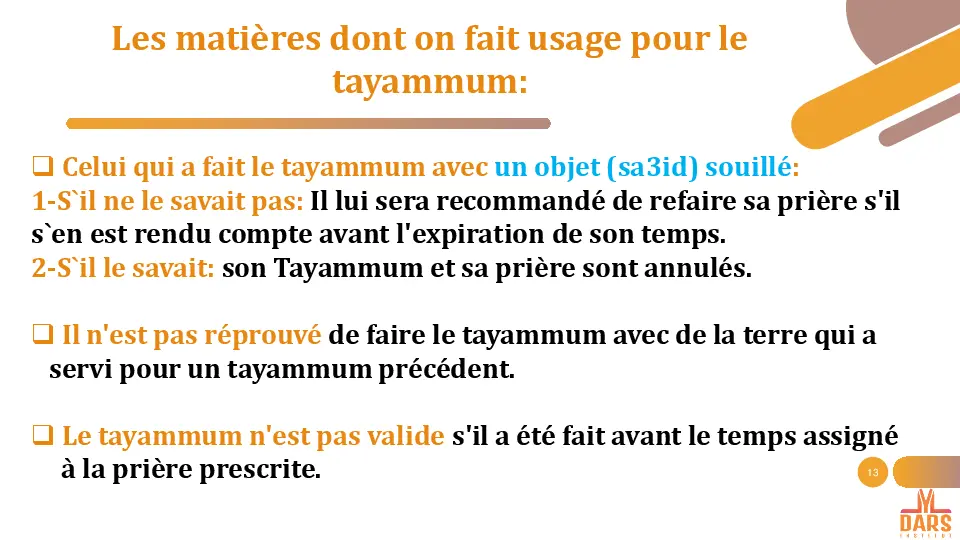 Les matières dont on fait usage pour le
tayammum:
Celui qui a fait le tayammum avec un objet (sa3id) souillé:
1-S`il ne le savait pas: Il lui sera recommandé de refaire sa prière s'il
s`en est rendu compte avant l'expiration de son temps.
2-S`il le savait: son Tayammum et sa prière sont annulés.
Il n'est pas réprouvé de faire le tayammum avec de la terre qui a
servi pour un tayammum précédent.
Le tayammum n'est pas valide s'il a été fait avant le temps assigné
à la prière prescrite.
13
DARS